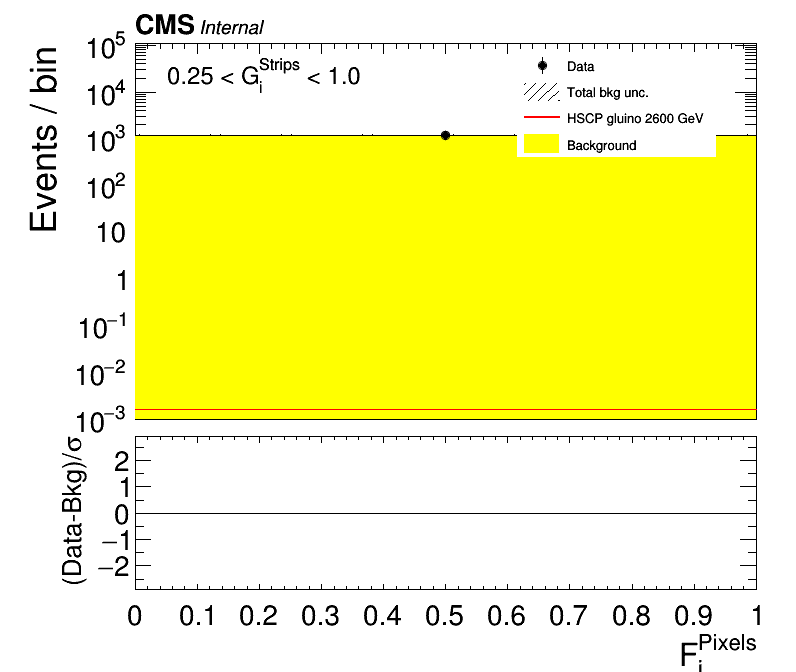 CMS Internal
Events / bin
10^5
10^4
10^3
10^2
10
1
10^−1
10^−2
10^−3
0.25 < G_i^Strips < 1.0
Data
Total bkg unc.
HSCP gluino 2600 GeV
Background
(Data-Bkg)/σ
2
1
0
−1
−2
0 0.1 0.2 0.3 0.4 0.5 0.6 0.7 0.8 0.9 1
F_i^Pixels